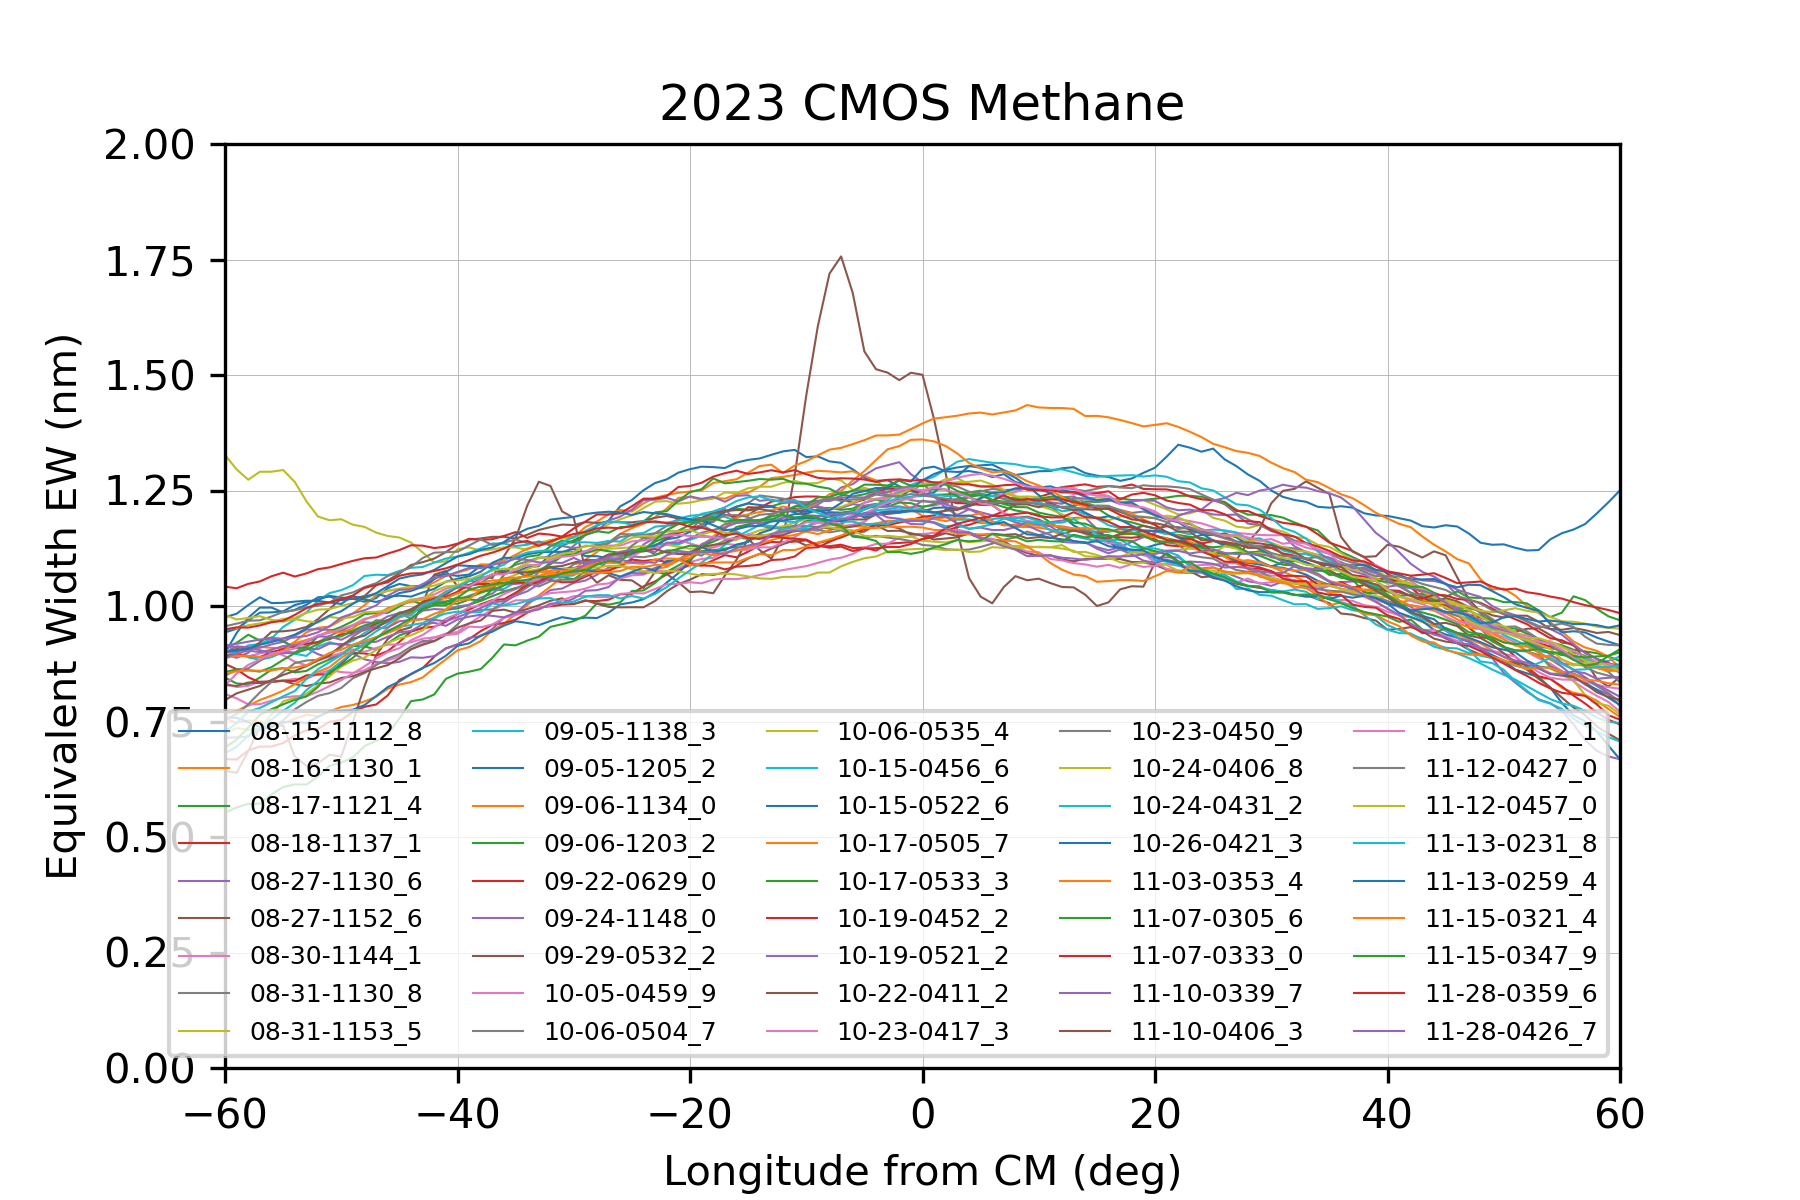 2023 CMOS Methane
Equivalent Width EW (nm)
2.00
1.75
1.50
1.25
1.00
0.75
0.50
0.25
0.00
08-15-1112_8 09-05-1138_3 10-06-0535_4 10-23-0450_9 11-10-0432_1
08-16-1130_1 09-05-1205_2 10-15-0456_6 10-24-0406_8 11-12-0427_0
08-17-1121_4 09-06-1134_0 10-15-0522_6 10-24-0431_2 11-12-0457_0
08-18-1137_1 09-06-1203_2 10-17-0505_7 10-26-0421_3 11-13-0231_8
08-27-1130_6 09-22-0629_0 10-17-0533_3 11-03-0353_4 11-13-0259_4
08-27-1152_6 09-24-1148_0 10-19-0452_2 11-07-0305_6 11-15-0321_4
08-30-1144_1 09-29-0532_2 10-19-0521_2 11-07-0333_0 11-15-0347_9
08-31-1130_8 10-05-0459_9 10-22-0411_2 11-10-0339_7 11-28-0359_6
08-31-1153_5 10-06-0504_7 10-23-0417_3 11-10-0406_3 11-28-0426_7
−60 −40 −20 0 20 40 60
Longitude from CM (deg)